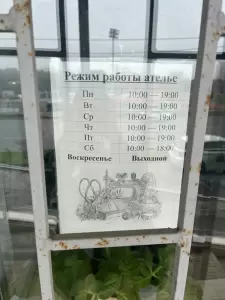 Режим работы ателье
Пн 10:00 — 19:00
Вт 10:00 — 19:00
Ср 10:00 — 19:00
Чт 10:00 — 19:00
Пт 10:00 — 19:00
Сб 10:00 — 18:00
Воскресенье Выходной